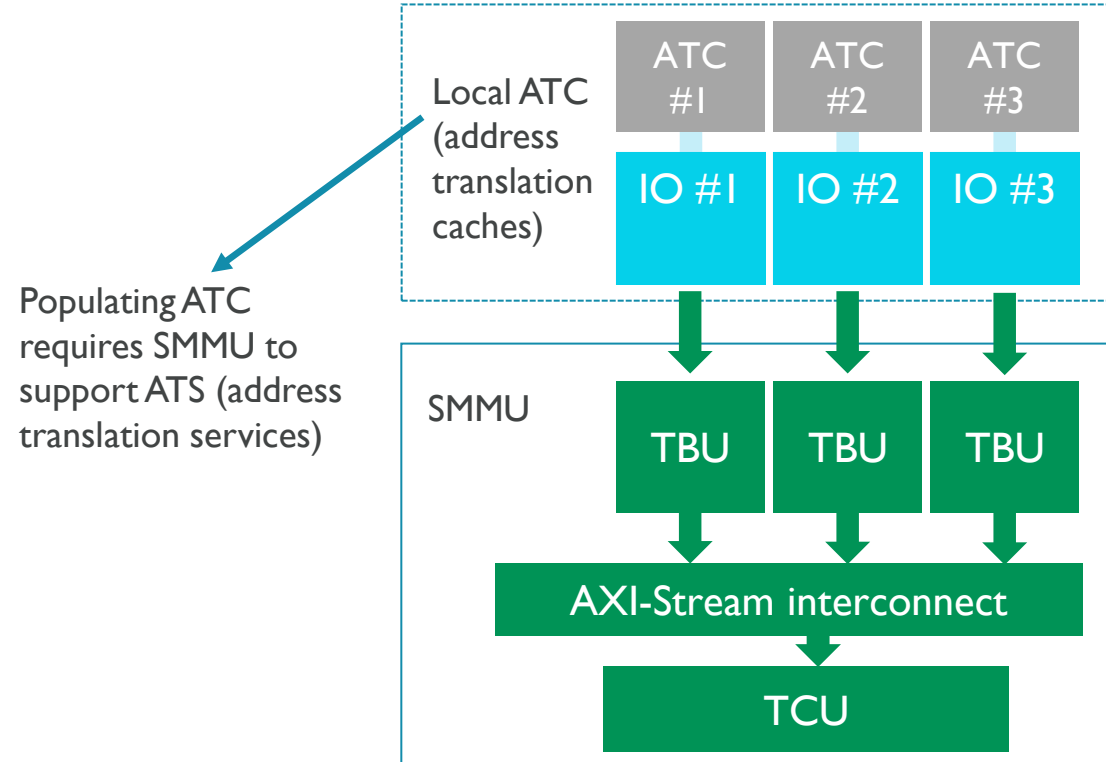 ATC
#1
ATC
#2
ATC
#3
Local ATC
(address
translation
caches)
IO #1
IO #2
IO #3
Populating ATC
requires SMMU to
support ATS (address
translation services)
SMMU
TBU
TBU
TBU
AXI-Stream interconnect
TCU